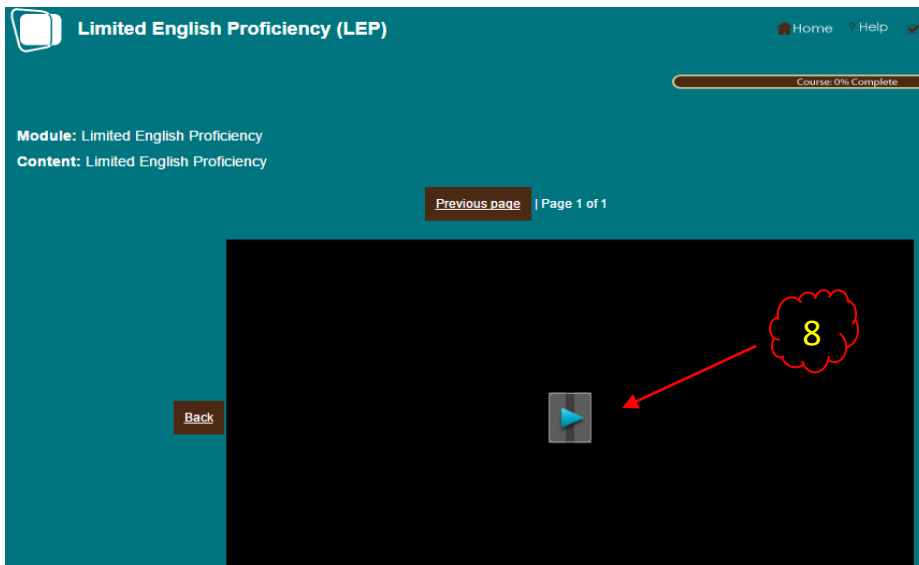 Limited English Proficiency (LEP)
Home ? Help
Course: 0% Complete
Module: Limited English Proficiency
Content: Limited English Proficiency
Previous page | Page 1 of 1
8
Back